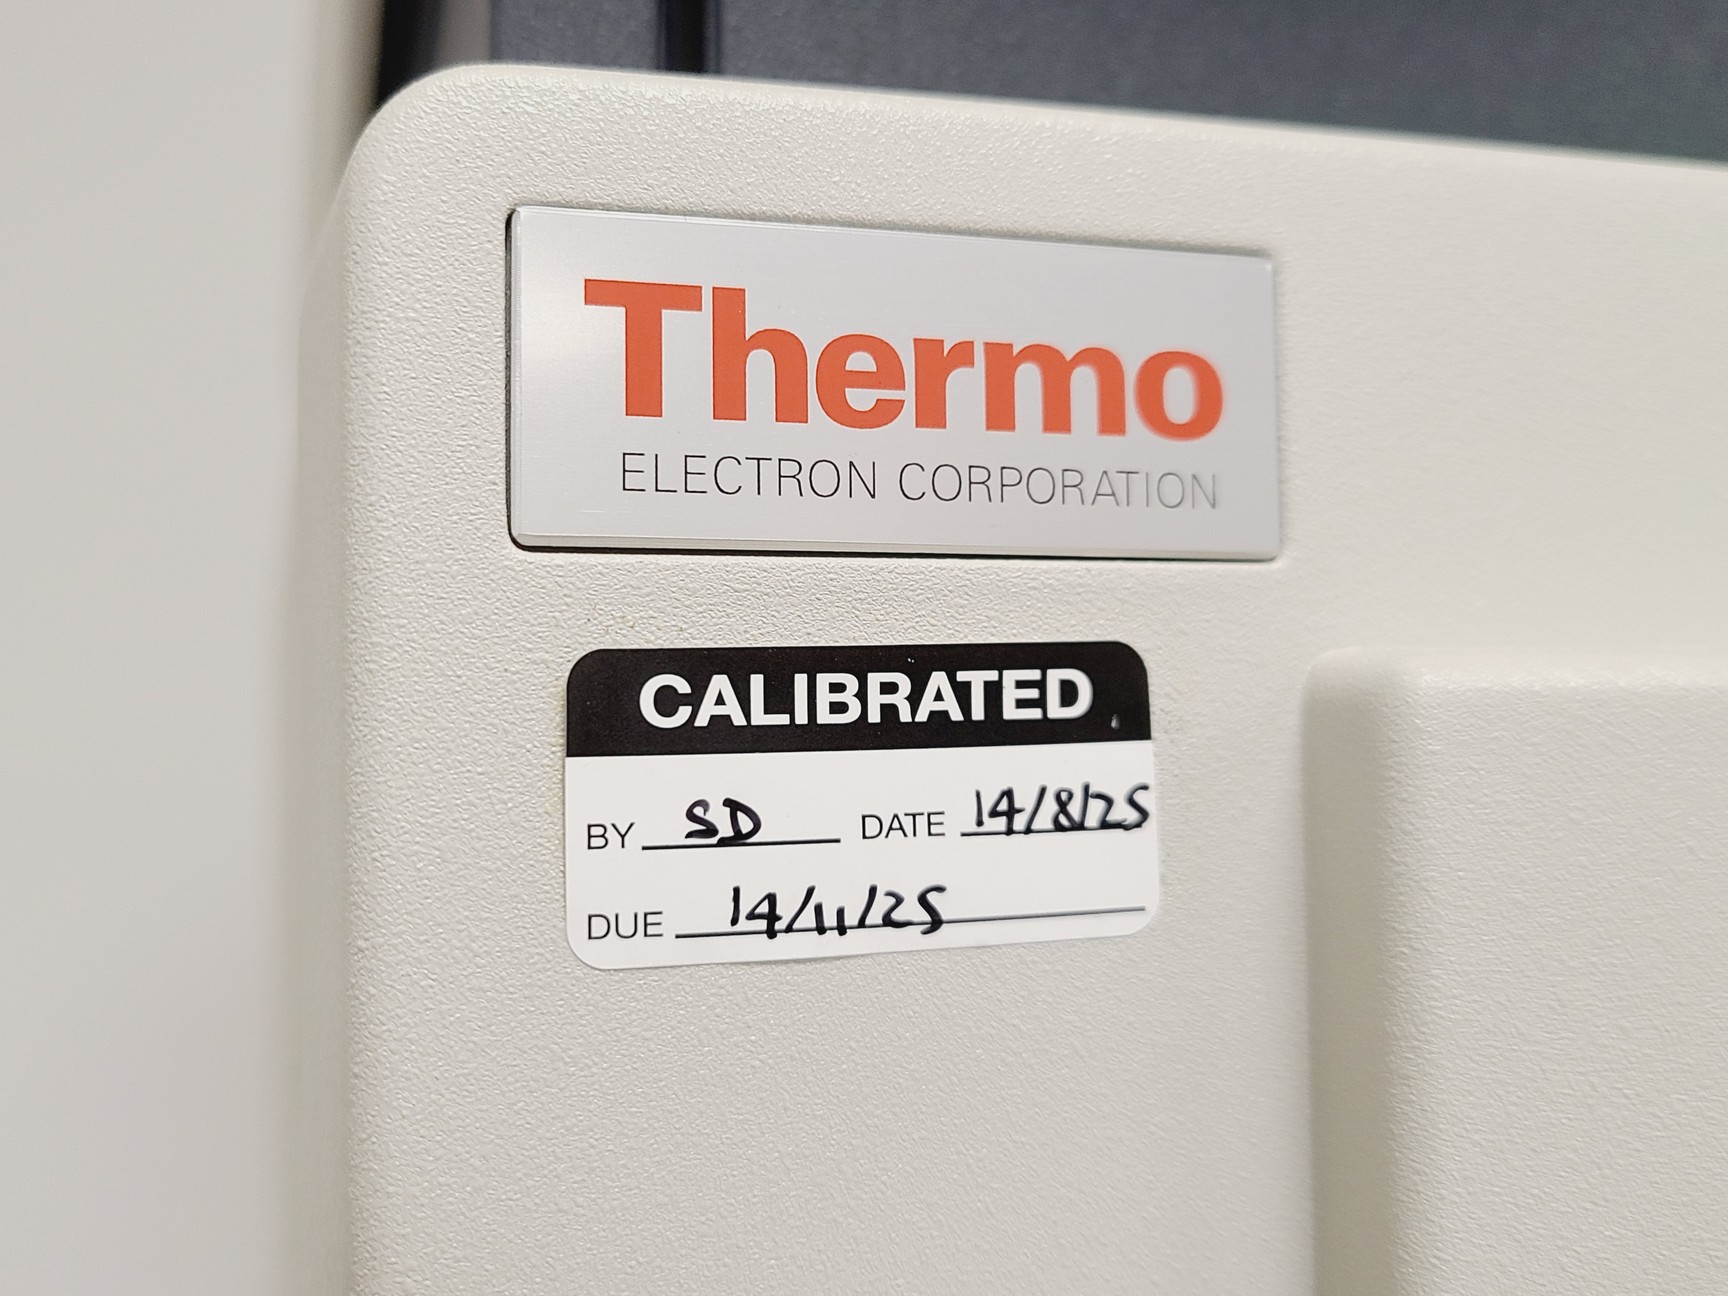 Thermo
ELECTRON CORPORATION
CALIBRATED
BY SD DATE 14/8/25
DUE 14/11/25